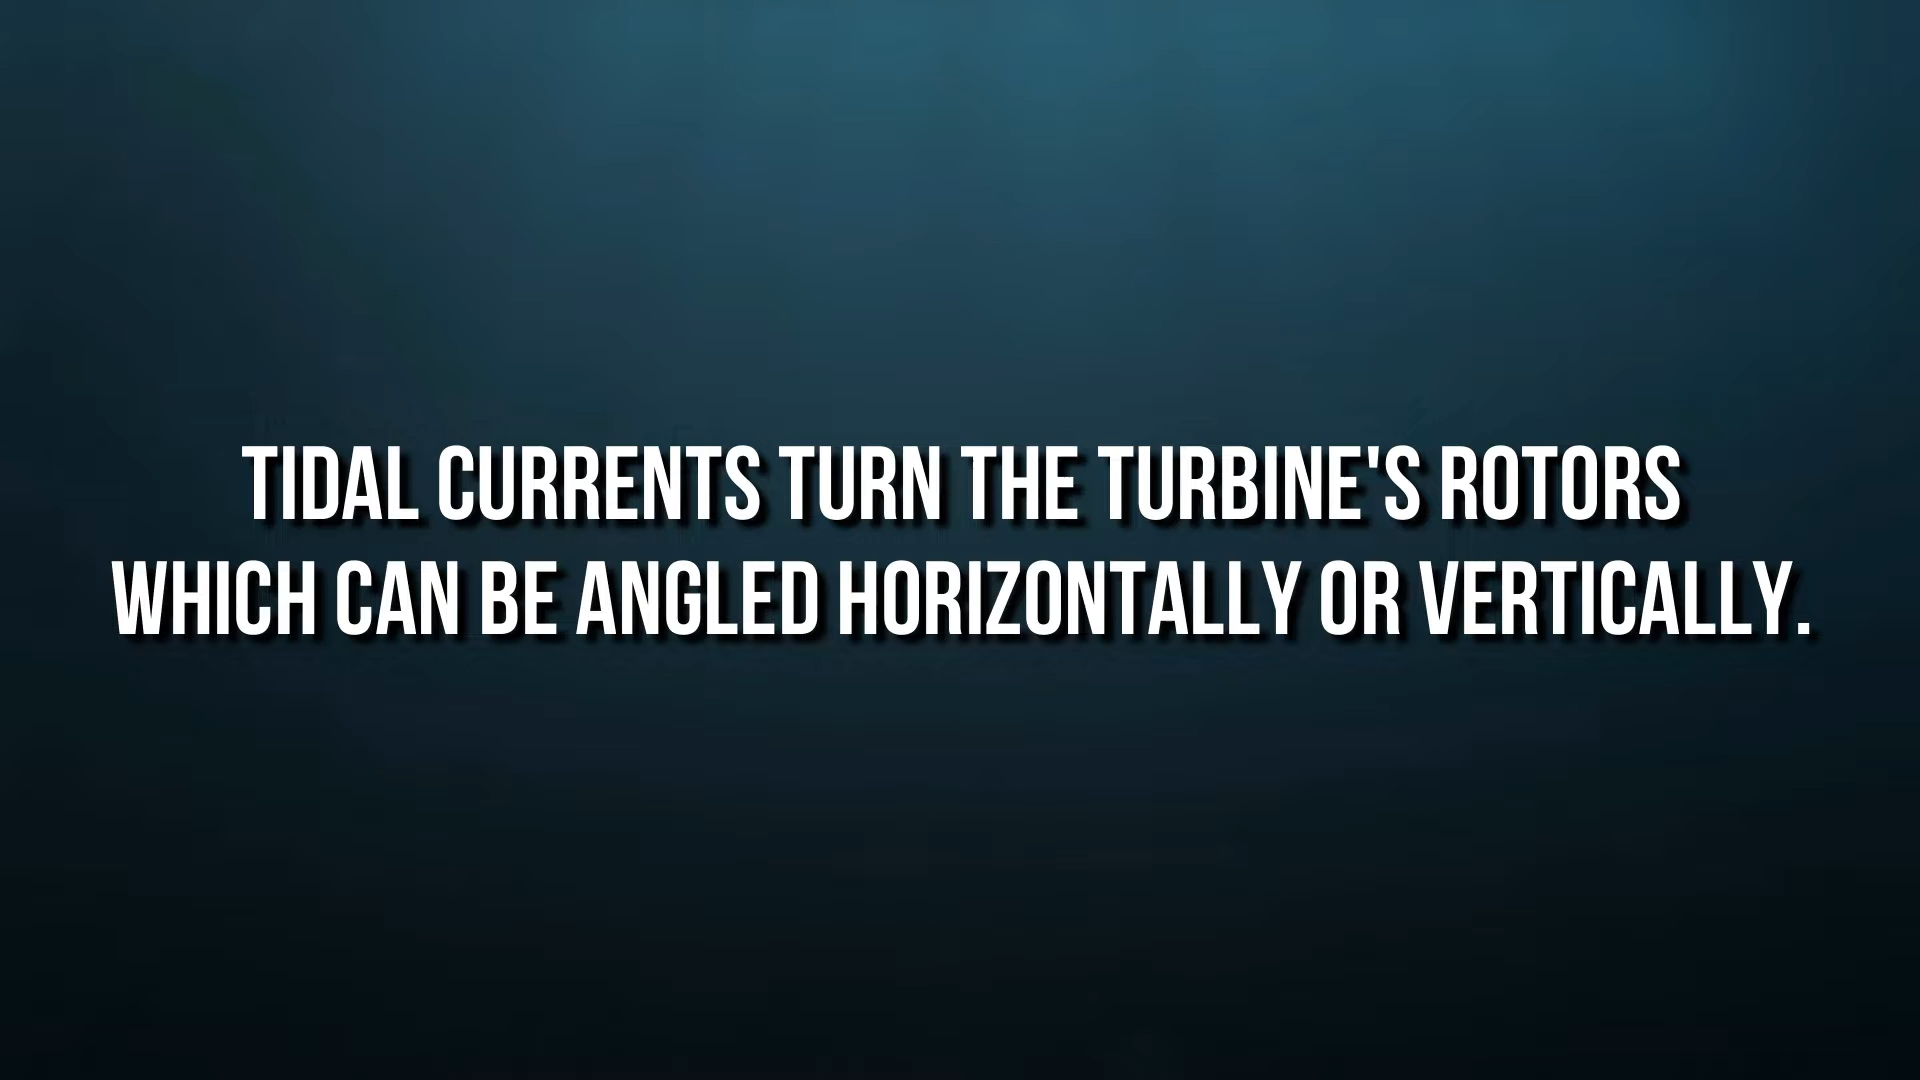 TIDAL CURRENTS TURN THE TURBINE'S ROTORS
WHICH CAN BE ANGLED HORIZONTALLY OR VERTICALLY.